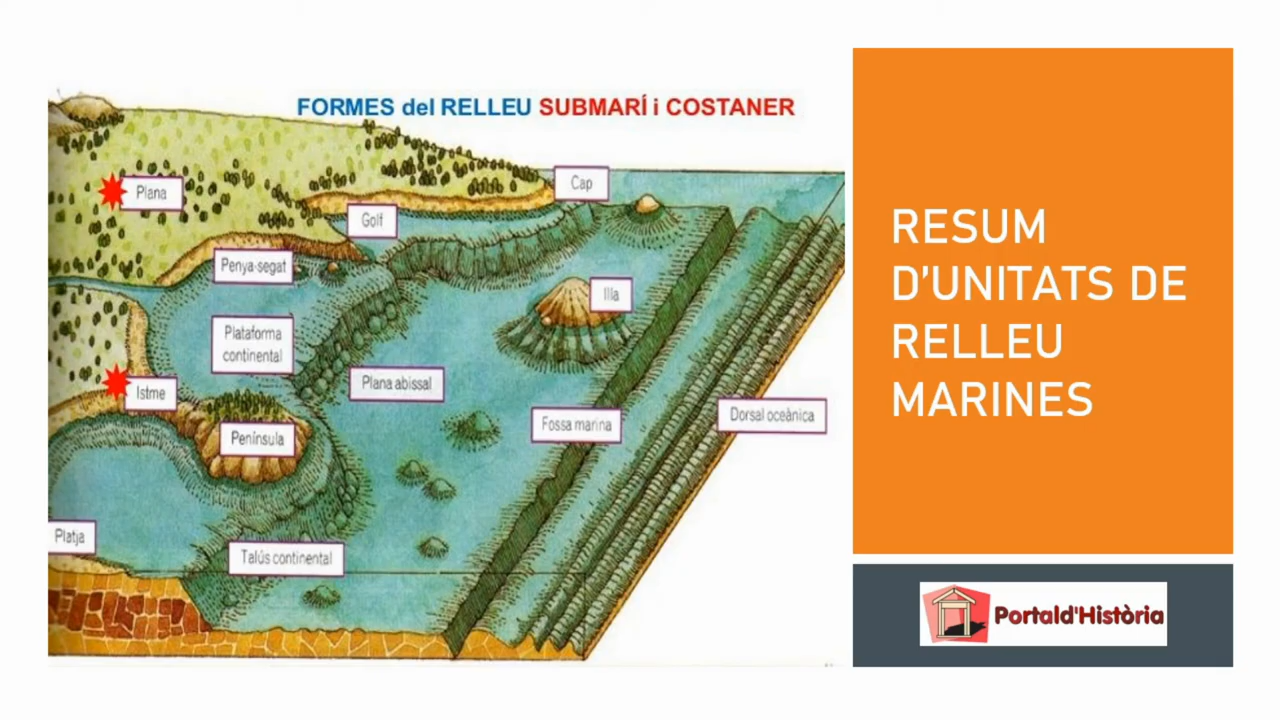 FORMES del RELLEU SUBMARÍ i COSTANER
Cap
Plana
Golf
Penya-segat
Illa
Plataforma
continental
Plana abissal
Istme
Fossa marina
Dorsal oceànica
Península
Platja
Talús continental
RESUM
D'UNITATS DE
RELLEU
MARINES
Portald'Història